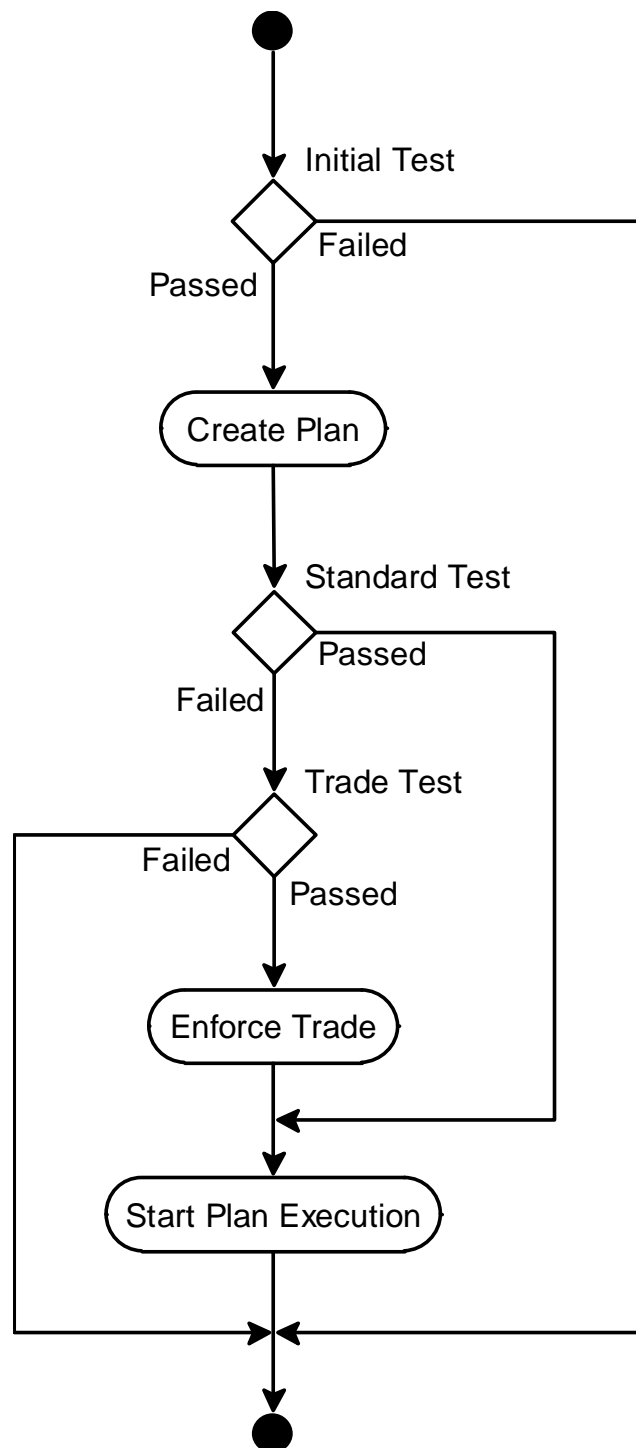 Initial Test
Failed
Passed
Create Plan
Standard Test
Passed
Failed
Trade Test
Failed
Passed
Enforce Trade
Start Plan Execution